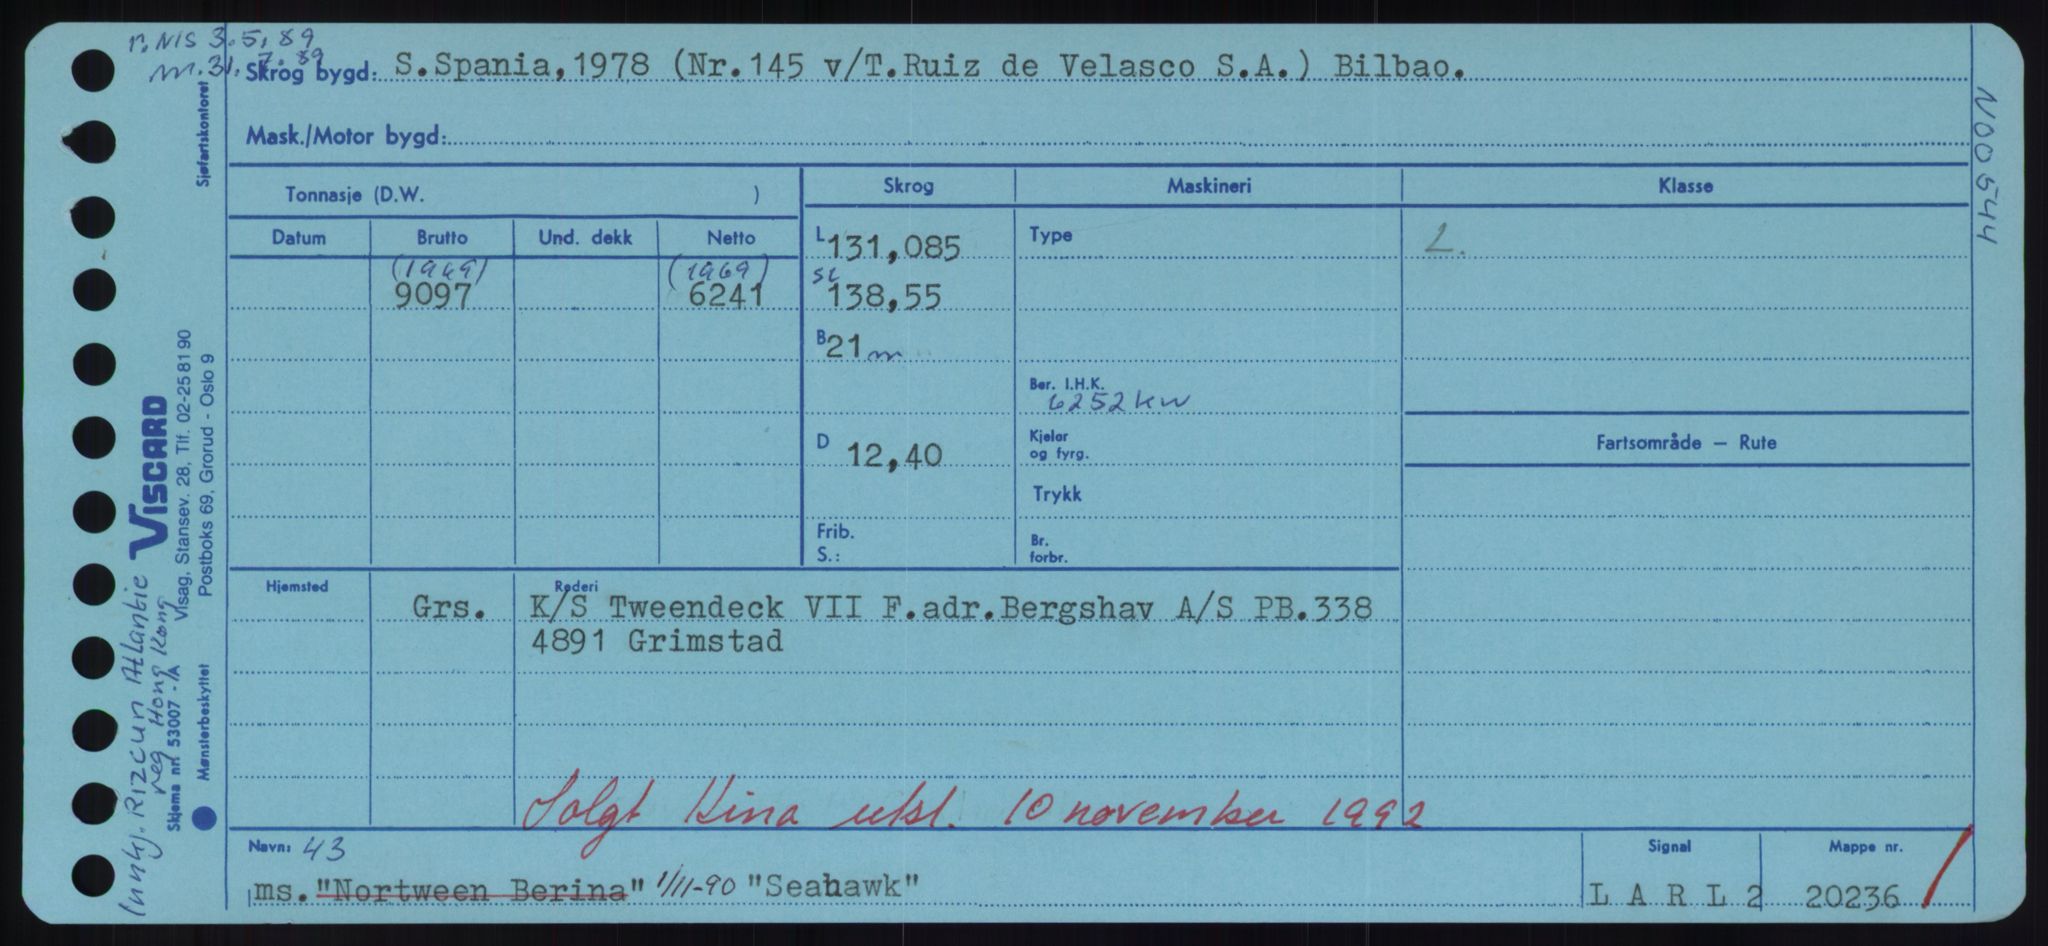 r. NIS 3.5.89
m. 31.7.89
Skrog bygd: S.Spania,1978 (Nr.145 v/T.Ruiz de Velasco S.A.) Bilbao.
Mask./Motor bygd:
N00544
Sjøfartskontoret
Tonnasje (D.W. )
Skrog Maskineri Klasse
Datum Brutto Und. dekk Netto
L 131,085 Type L.
(1969) (1969)
9097 6241 SL 138,55
B 21 m
Ber. I.H.K.
6252 kW
D 12,40
Kjeler
og fyrg.
Fartsområde — Rute
Trykk
Frib.
S.:
Br.
forbr.
Hjemsted Rederi
Grs. K/S Tweendeck VII F.adr.Bergshav A/S PB.338
4891 Grimstad
Solgt Kina utsl. 10 november 1992
Navn: 43 Signal Mappe nr.
ms. "Nortween Berina" 1/11-90 "Seahawk" L A R L 2 20236
Innkj. Rizcun Atlantic
reg Hong Kong
VISCARD
Visag, Stansev. 28, Tlf. 02-25 81 90
Postboks 69, Grorud - Oslo 9
Skjema nr. 53007 - /A
Mønsterbeskyttet